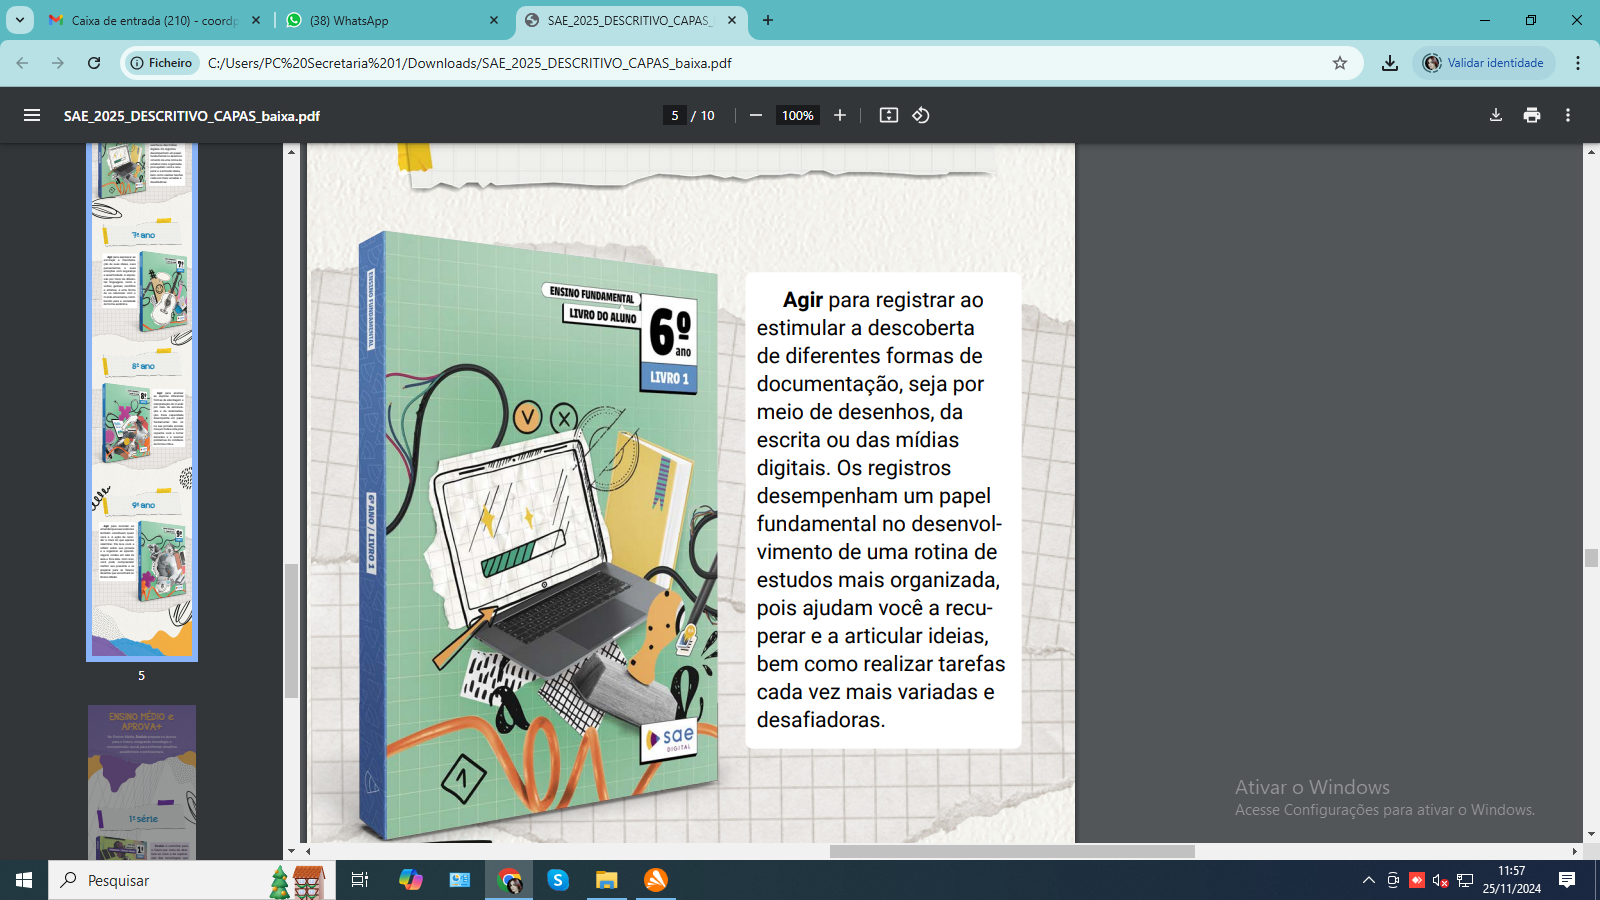 Caixa de entrada (210) - coordp
(38) WhatsApp
SAE_2025_DESCRITIVO_CAPAS_
Ficheiro
C:/Users/PC%20Secretaria%201/Downloads/SAE_2025_DESCRITIVO_CAPAS_baixa.pdf
Validar identidade
SAE_2025_DESCRITIVO_CAPAS_baixa.pdf
5 / 10
100%
7º ano
8º ano
9º ano
5
ENSINO MÉDIO e
APROVA+
1ª série
ENSINO FUNDAMENTAL
6º ANO / LIVRO 1
ENSINO FUNDAMENTAL
LIVRO DO ALUNO
6º
ano
LIVRO 1
V X
1
sae
DIGITAL
Agir para registrar ao
estimular a descoberta
de diferentes formas de
documentação, seja por
meio de desenhos, da
escrita ou das mídias
digitais. Os registros
desempenham um papel
fundamental no desenvol-
vimento de uma rotina de
estudos mais organizada,
pois ajudam você a recu-
perar e a articular ideias,
bem como realizar tarefas
cada vez mais variadas e
desafiadoras.
Ativar o Windows
Acesse Configurações para ativar o Windows.
Pesquisar
11:57
25/11/2024